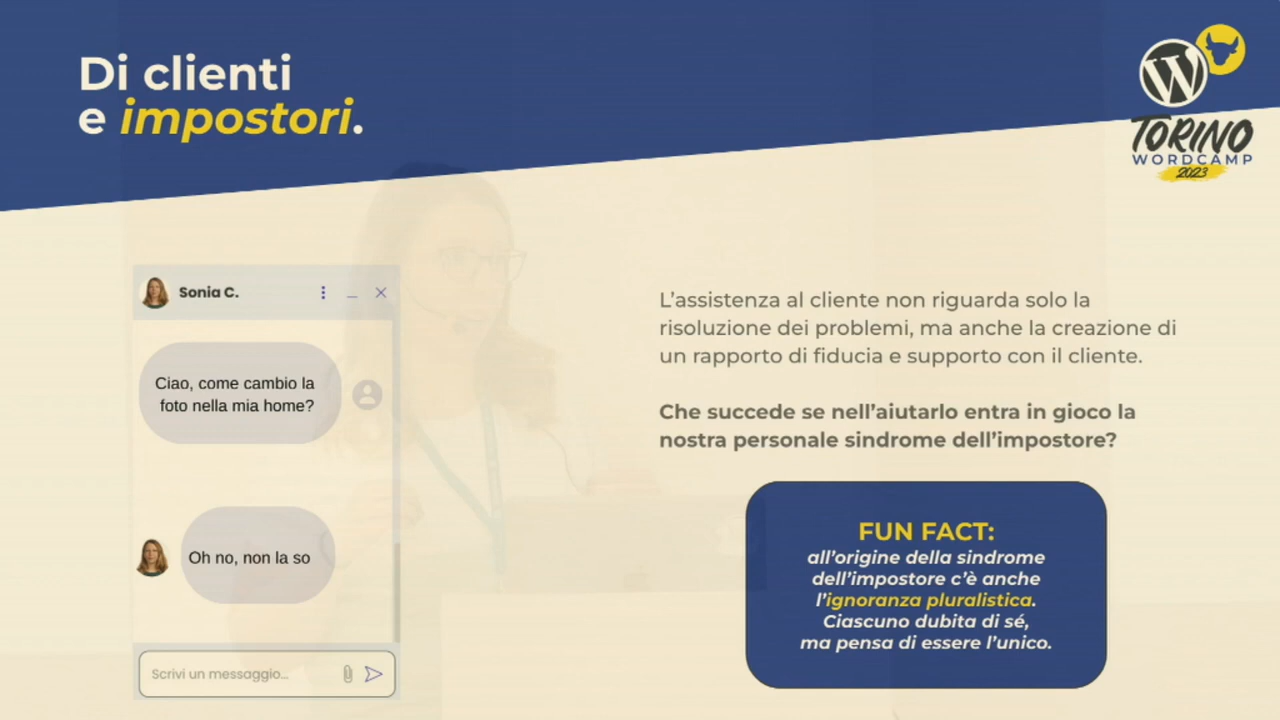 Di clienti
e impostori.
TORINO
WORDCAMP
2023
Sonia C.
Ciao, come cambio la
foto nella mia home?
Oh no, non la so
Scrivi un messaggio...
L’assistenza al cliente non riguarda solo la
risoluzione dei problemi, ma anche la creazione di
un rapporto di fiducia e supporto con il cliente.
Che succede se nell’aiutarlo entra in gioco la
nostra personale sindrome dell’impostore?
FUN FACT:
all’origine della sindrome
dell’impostore c’è anche
l’ignoranza pluralistica.
Ciascuno dubita di sé,
ma pensa di essere l’unico.